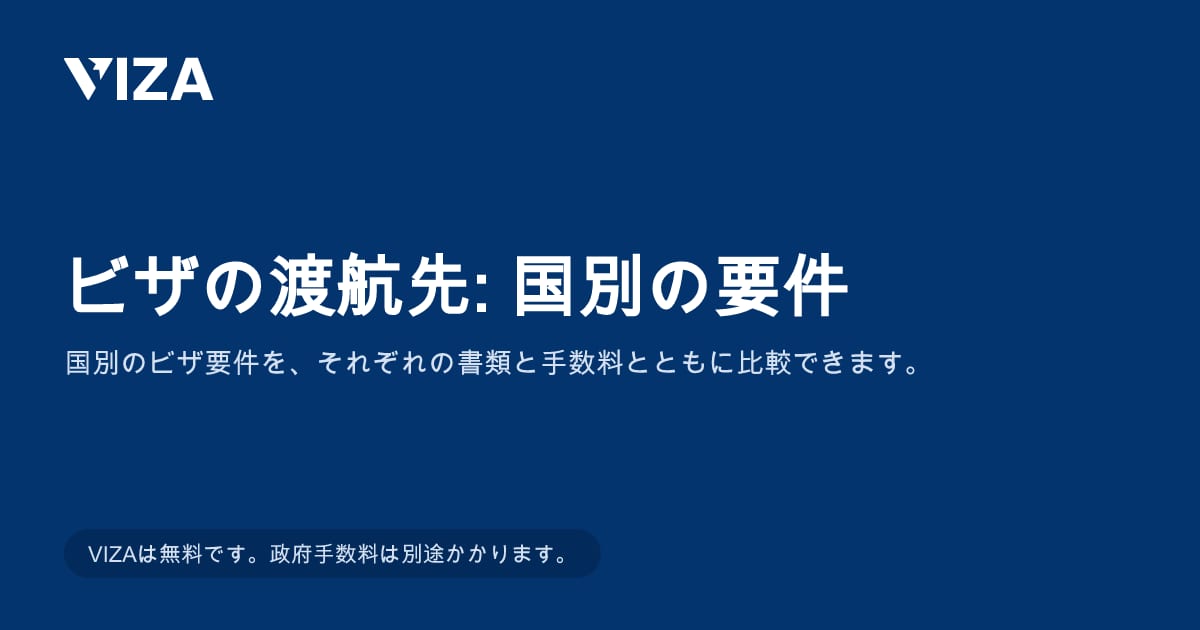 VIZA
ビザの渡航先: 国別の要件
国別のビザ要件を、それぞれの書類と手数料とともに比較できます。
VIZAは無料です。政府手数料は別途かかります。